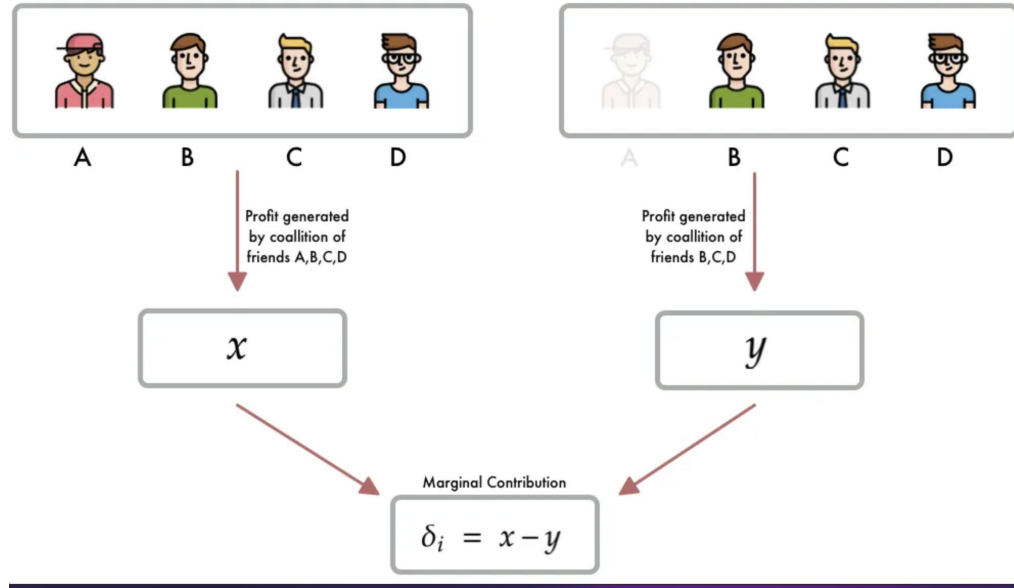 A B C D
A B C D
Profit generated
by coallition of
friends A,B,C,D
Profit generated
by coallition of
friends B,C,D
x
y
Marginal Contribution
δᵢ = x − y